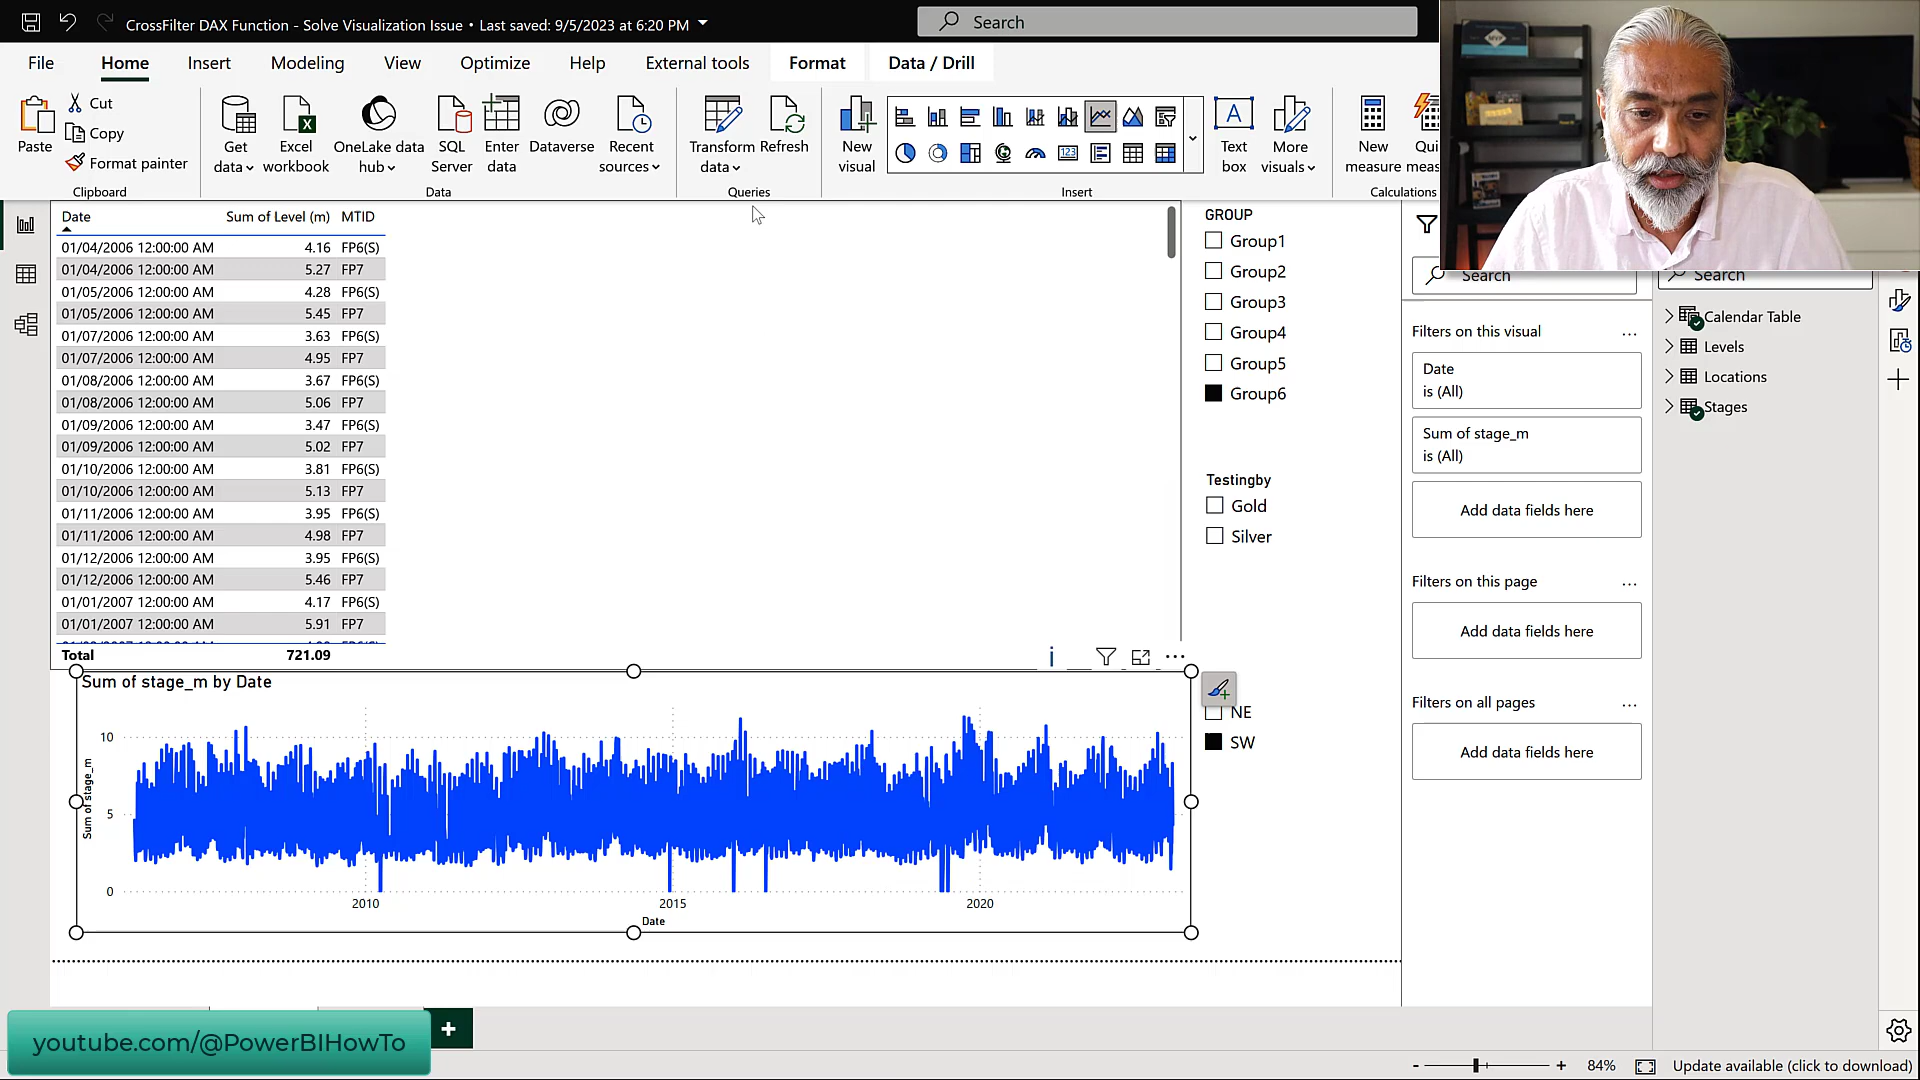 CrossFilter DAX Function - Solve Visualization Issue • Last saved: 9/5/2023 at 6:20 PM
Search
File
Home
Insert
Modeling
View
Optimize
Help
External tools
Format
Data / Drill
Paste
Cut
Copy
Format painter
Clipboard
Get data
Excel workbook
OneLake data hub
SQL Server
Enter data
Dataverse
Recent sources
Data
Transform data
Refresh
Queries
New visual
Text box
More visuals
Insert
New measure
Calculations
Date Sum of Level (m) MTID
01/04/2006 12:00:00 AM 4.16 FP6(S)
01/04/2006 12:00:00 AM 5.27 FP7
01/05/2006 12:00:00 AM 4.28 FP6(S)
01/05/2006 12:00:00 AM 5.45 FP7
01/07/2006 12:00:00 AM 3.63 FP6(S)
01/07/2006 12:00:00 AM 4.95 FP7
01/08/2006 12:00:00 AM 3.67 FP6(S)
01/08/2006 12:00:00 AM 5.06 FP7
01/09/2006 12:00:00 AM 3.47 FP6(S)
01/09/2006 12:00:00 AM 5.02 FP7
01/10/2006 12:00:00 AM 3.81 FP6(S)
01/10/2006 12:00:00 AM 5.13 FP7
01/11/2006 12:00:00 AM 3.95 FP6(S)
01/11/2006 12:00:00 AM 4.98 FP7
01/12/2006 12:00:00 AM 3.95 FP6(S)
01/12/2006 12:00:00 AM 5.46 FP7
01/01/2007 12:00:00 AM 4.17 FP6(S)
01/01/2007 12:00:00 AM 5.91 FP7
Total 721.09
GROUP
Group1
Group2
Group3
Group4
Group5
Group6
Testingby
Gold
Silver
NE
SW
Sum of stage_m by Date
Sum of stage_m
10
5
0
2010
2015
2020
Date
Search
Filters on this visual ...
Date
is (All)
Sum of stage_m
is (All)
Add data fields here
Filters on this page ...
Add data fields here
Filters on all pages ...
Add data fields here
Search
Calendar Table
Levels
Locations
Stages
youtube.com/@PowerBIHowTo
+
- + 84%
Update available (click to download)